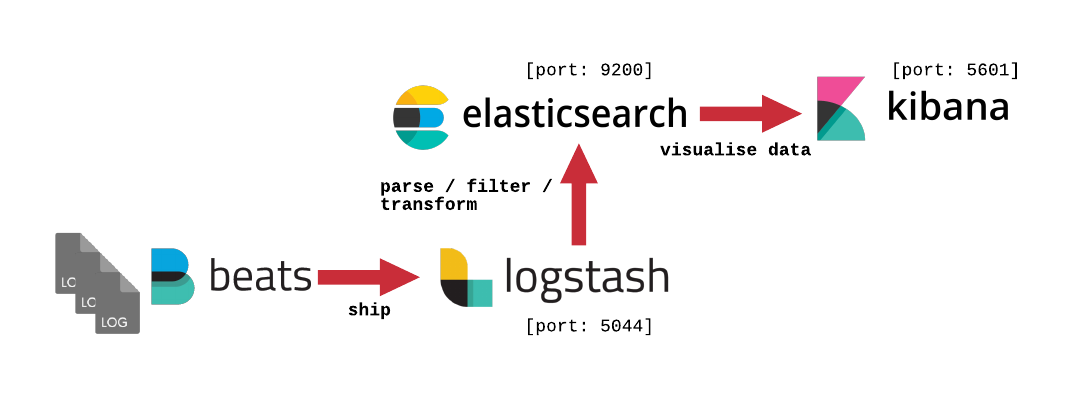 [port: 9200]
[port: 5601]
elasticsearch
kibana
visualise data
parse / filter /
transform
LO
LO
LOG
beats
logstash
ship
[port: 5044]